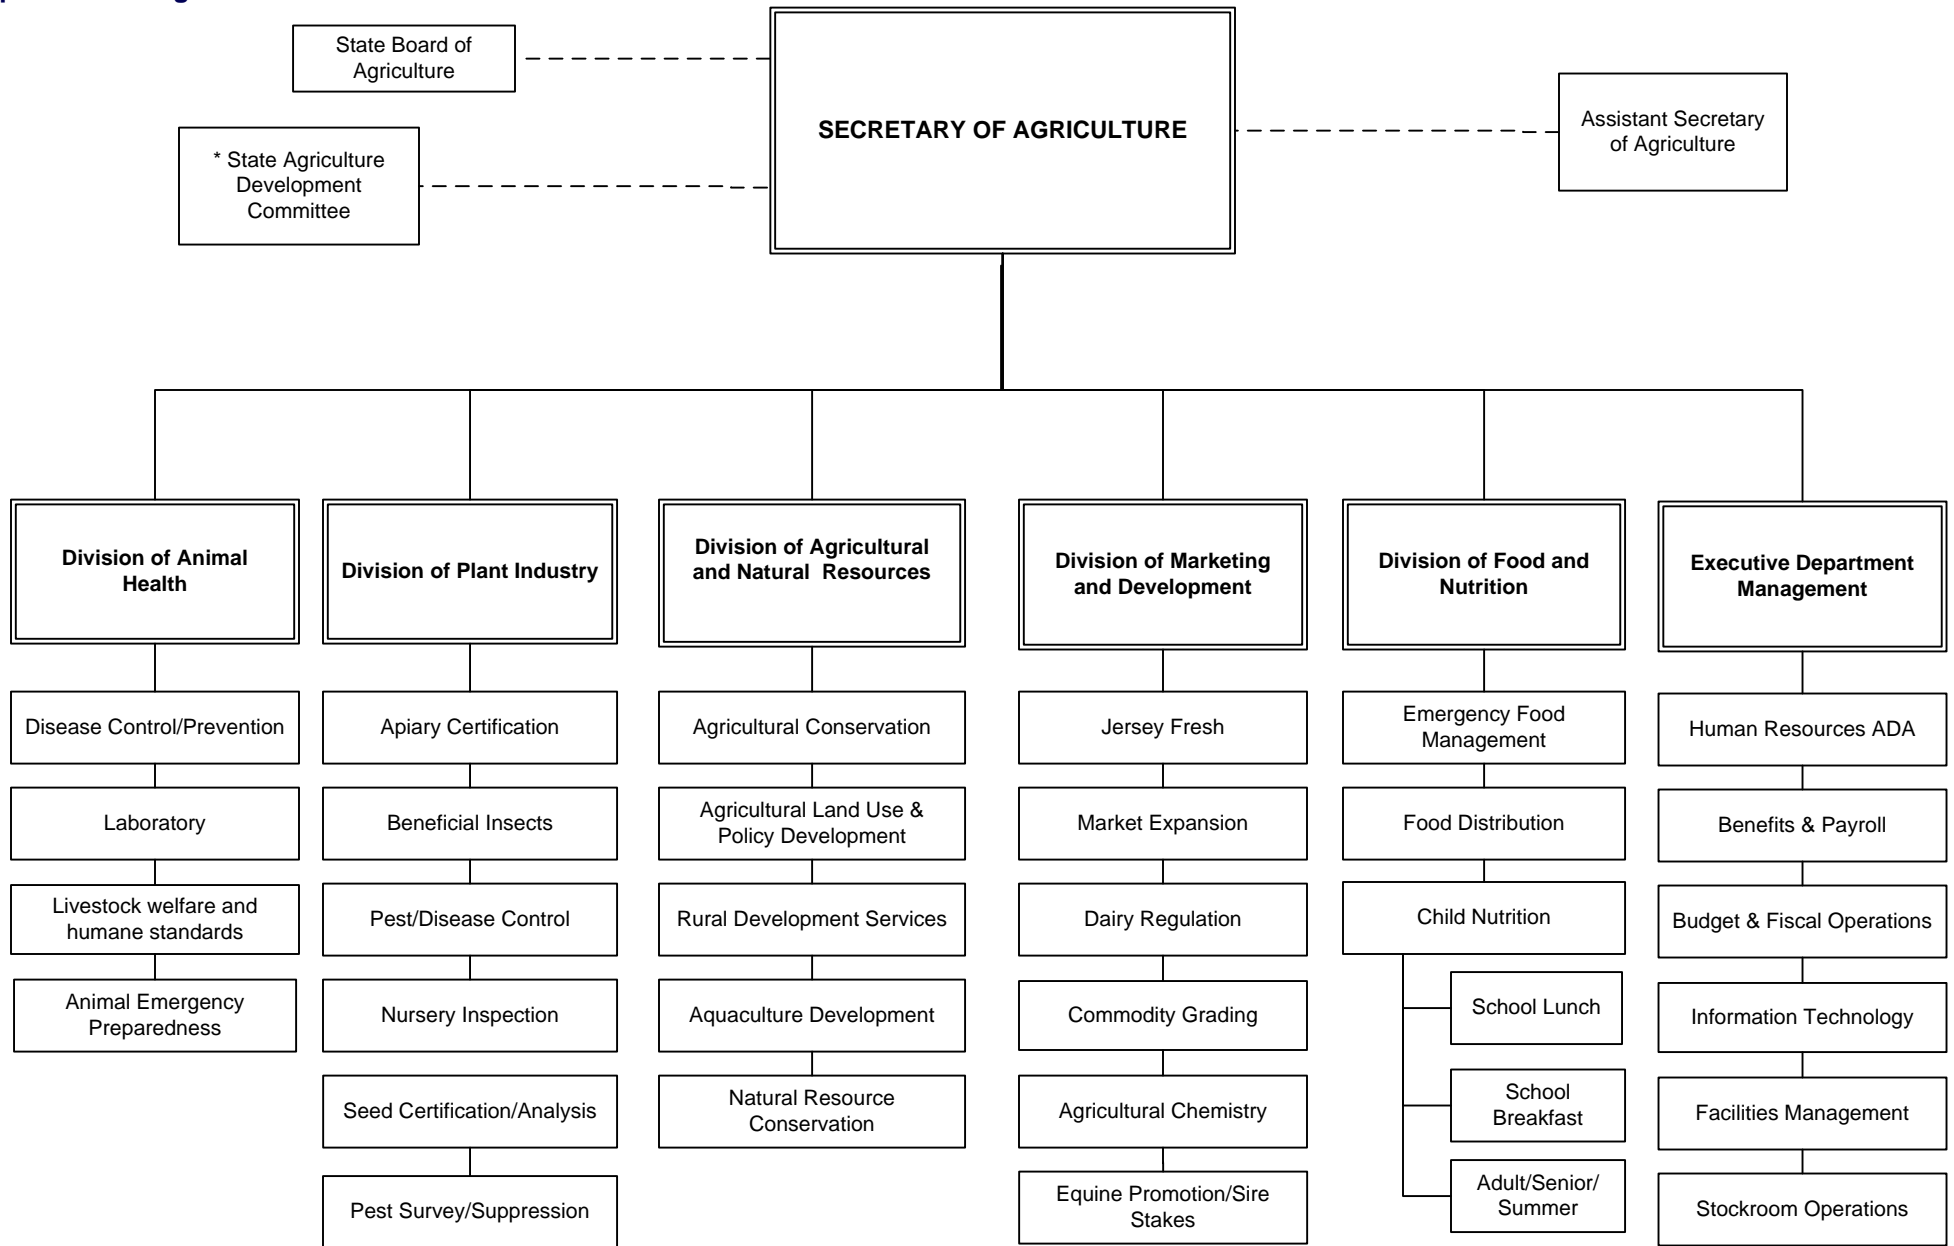 State Board of
Agriculture
SECRETARY OF AGRICULTURE
Assistant Secretary
of Agriculture
* State Agriculture
Development
Committee
Division of Animal
Health
Division of Plant Industry
Division of Agricultural
and Natural Resources
Division of Marketing
and Development
Division of Food and
Nutrition
Executive Department
Management
Disease Control/Prevention
Laboratory
Livestock welfare and
humane standards
Animal Emergency
Preparedness
Apiary Certification
Beneficial Insects
Pest/Disease Control
Nursery Inspection
Seed Certification/Analysis
Pest Survey/Suppression
Agricultural Conservation
Agricultural Land Use &
Policy Development
Rural Development Services
Aquaculture Development
Natural Resource
Conservation
Jersey Fresh
Market Expansion
Dairy Regulation
Commodity Grading
Agricultural Chemistry
Equine Promotion/Sire
Stakes
Emergency Food
Management
Food Distribution
Child Nutrition
School Lunch
School
Breakfast
Adult/Senior/
Summer
Human Resources ADA
Benefits & Payroll
Budget & Fiscal Operations
Information Technology
Facilities Management
Stockroom Operations